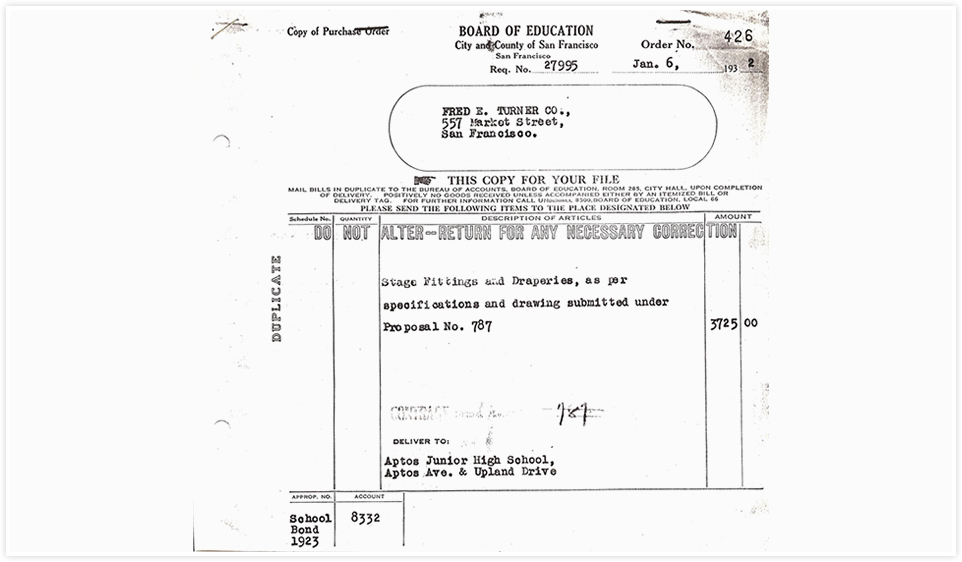 Copy of Purchase Order
BOARD OF EDUCATION
City and County of San Francisco
San Francisco
Req. No. 27995
Order No. 426
Jan. 6, 1932
FRED E. TURNER CO.,
557 Market Street,
San Francisco.
THIS COPY FOR YOUR FILE
MAIL BILLS IN DUPLICATE TO THE BUREAU OF ACCOUNTS, BOARD OF EDUCATION, ROOM 285, CITY HALL, UPON COMPLETION
OF DELIVERY. POSITIVELY NO GOODS RECEIVED UNLESS ACCOMPANIED EITHER BY AN ITEMIZED BILL OR
DELIVERY TAG. FOR FURTHER INFORMATION CALL 8500, BOARD OF EDUCATION, LOCAL 66
PLEASE SEND THE FOLLOWING ITEMS TO THE PLACE DESIGNATED BELOW
Schedule No. QUANTITY DESCRIPTION OF ARTICLES AMOUNT
DO NOT ALTER--RETURN FOR ANY NECESSARY CORRECTION
DUPLICATE
Stage Fittings and Draperies, as per
specifications and drawing submitted under
Proposal No. 787 3725 00
CONTRACT 787
DELIVER TO:
Aptos Junior High School,
Aptos Ave. & Upland Drive
APPROP. NO. ACCOUNT
School 8332
Bond
1923